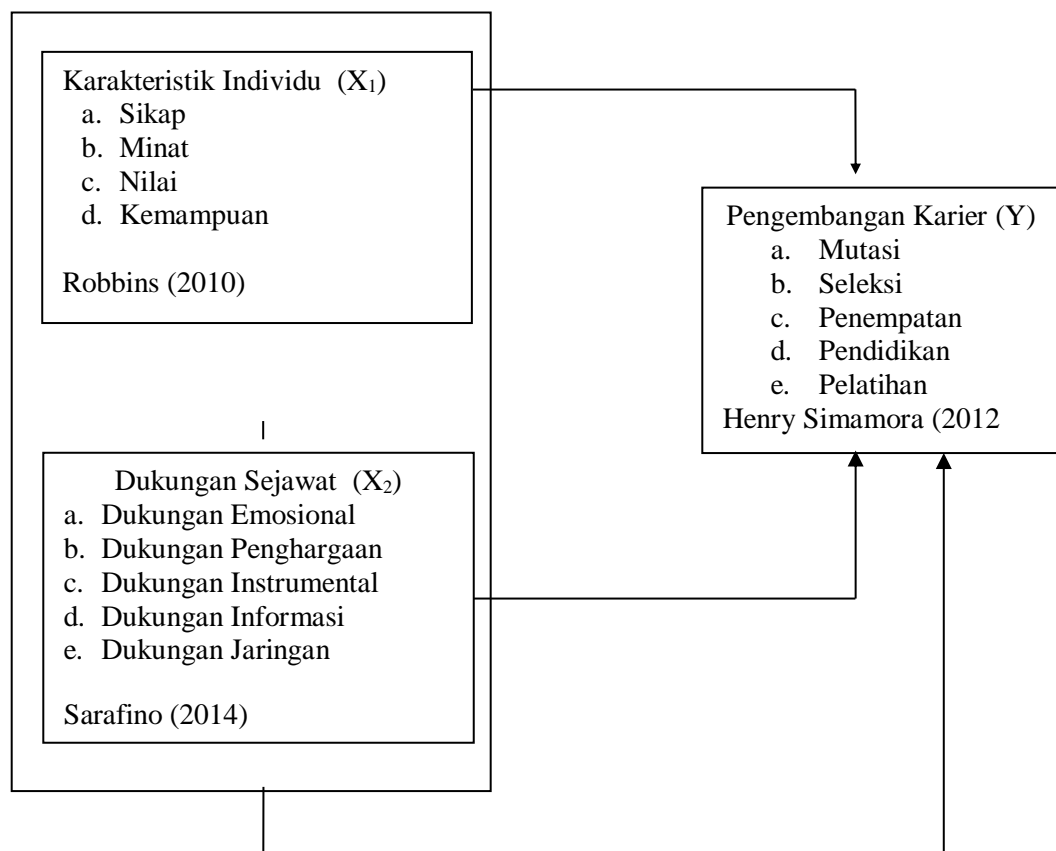 Karakteristik Individu (X₁)
a. Sikap
b. Minat
c. Nilai
d. Kemampuan
Robbins (2010)
Dukungan Sejawat (X₂)
a. Dukungan Emosional
b. Dukungan Penghargaan
c. Dukungan Instrumental
d. Dukungan Informasi
e. Dukungan Jaringan
Sarafino (2014)
Pengembangan Karier (Y)
a. Mutasi
b. Seleksi
c. Penempatan
d. Pendidikan
e. Pelatihan
Henry Simamora (2012